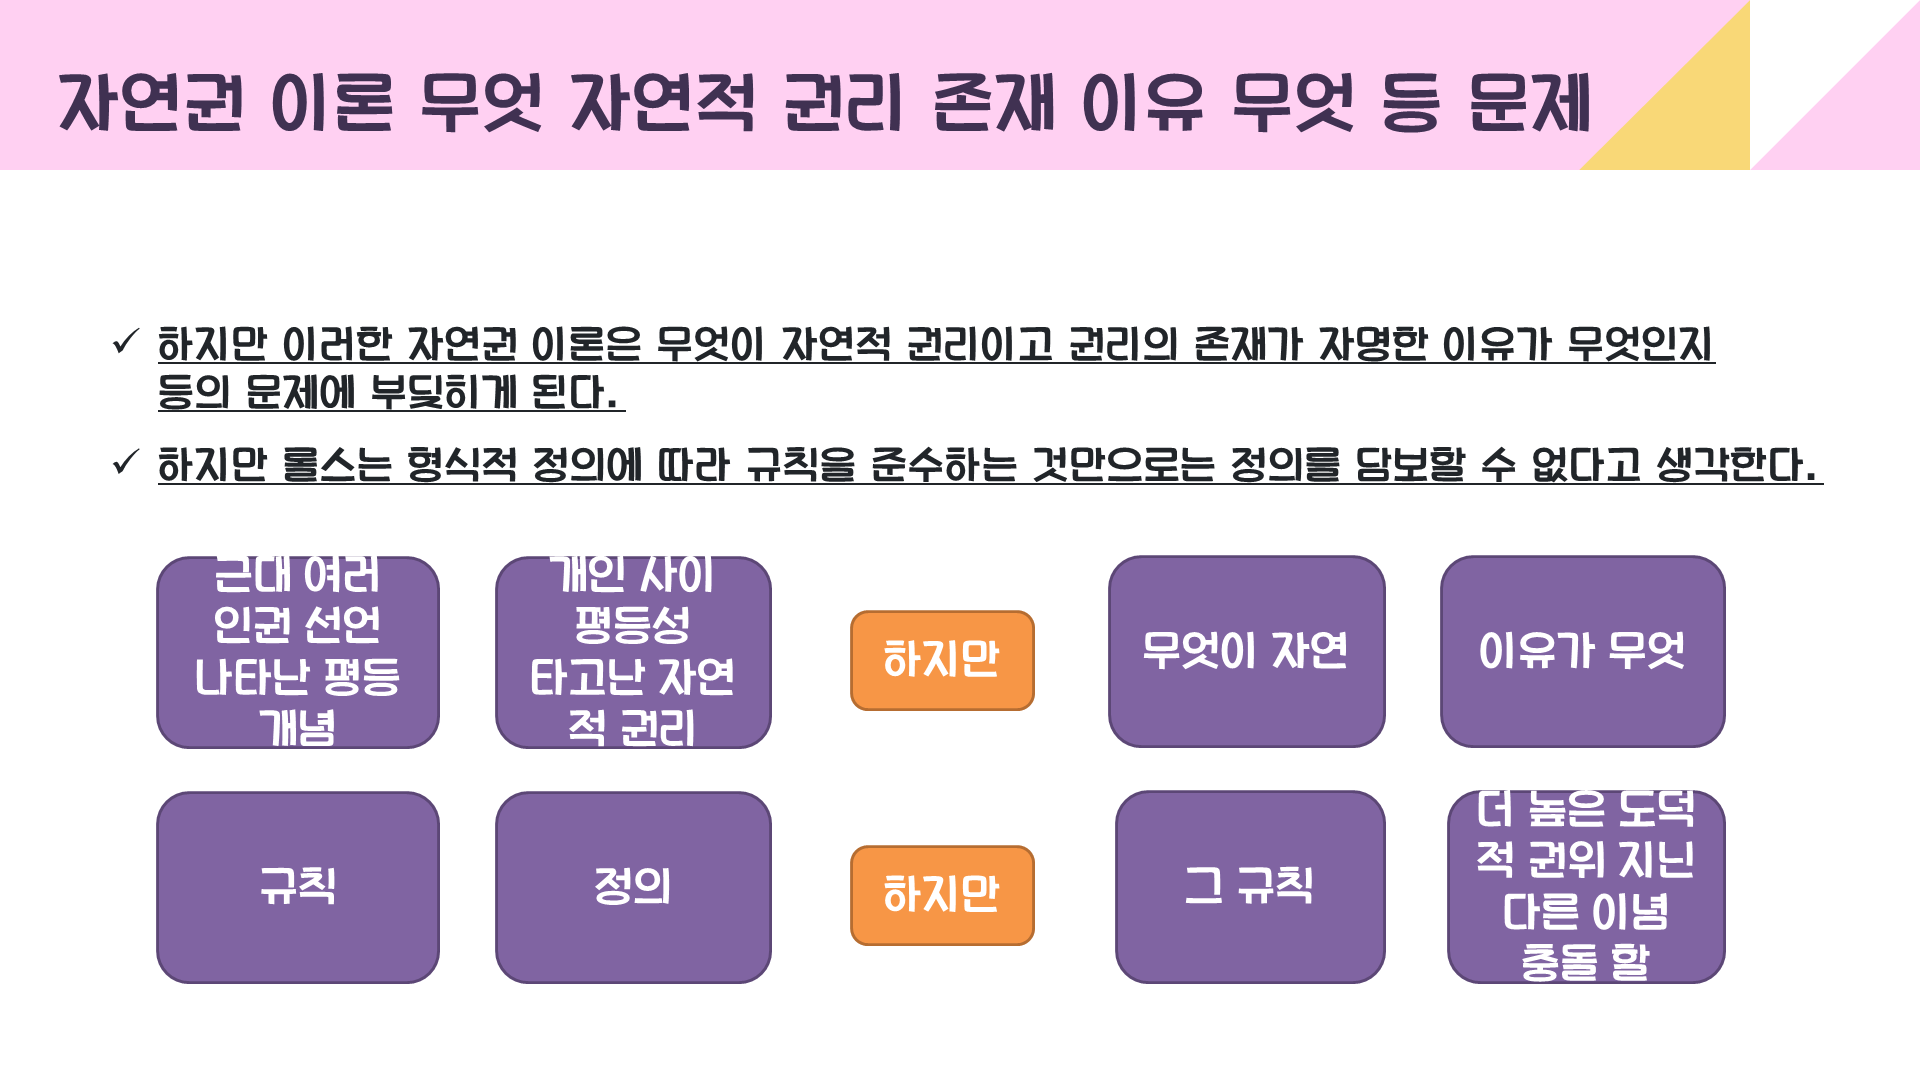 자연권 이론 무엇 자연적 권리 존재 이유 무엇 등 문제
✓ 하지만 이러한 자연권 이론은 무엇이 자연적 권리이고 권리의 존재가 자명한 이유가 무엇인지
등의 문제에 부딪히게 된다.
✓ 하지만 롤스는 형식적 정의에 따라 규칙을 준수하는 것만으로는 정의를 담보할 수 없다고 생각한다.
근대 여러
인권 선언
나타난 평등
개념
개인 사이
평등성
타고난 자연
적 권리
하지만
무엇이 자연
이유가 무엇
규칙
정의
하지만
그 규칙
더 높은 도덕
적 권위 지닌
다른 이념
충돌 할